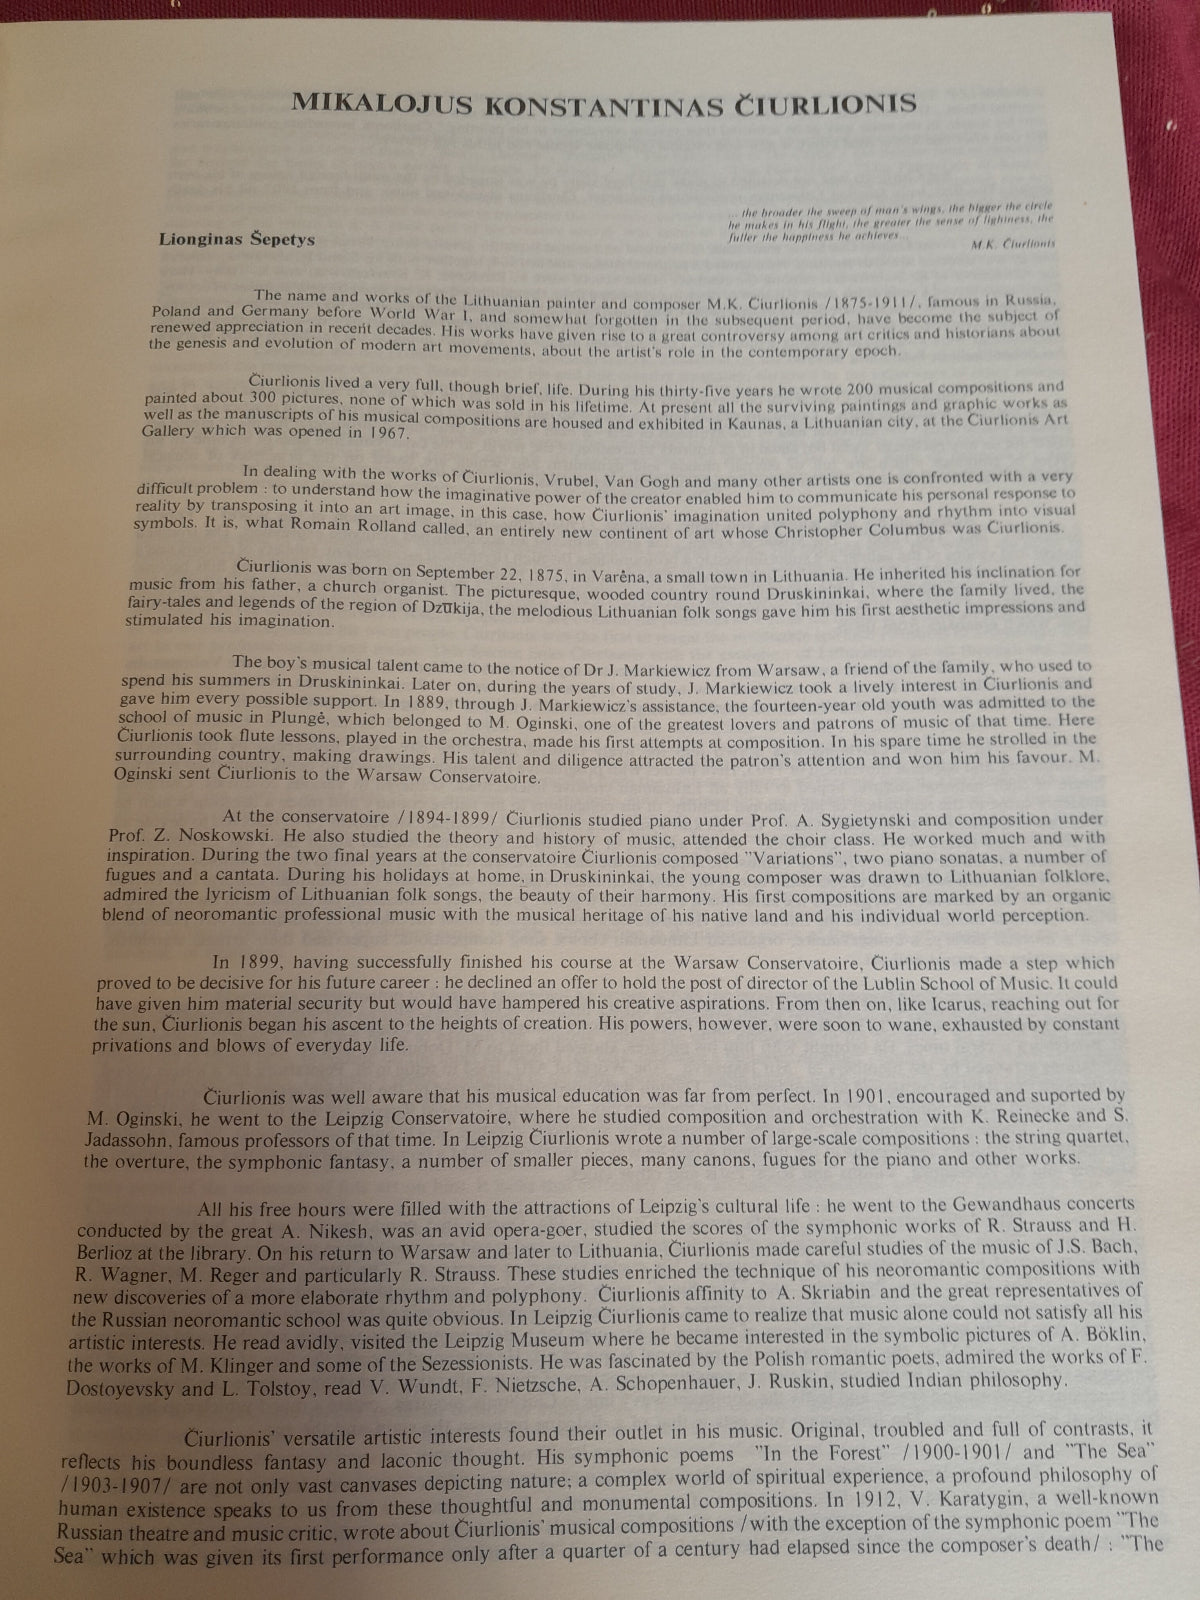 MIKALOJUS KONSTANTINAS ČIURLIONIS
... the broader the sweep of man's wings, the bigger the circle
he makes in his flight, the greater the sense of lighiness, the
fuller the happiness he achieves...
M.K. Čiurlionis
Lionginas Šepetys
The name and works of the Lithuanian painter and composer M.K. Čiurlionis /1875-1911/, famous in Russia,
Poland and Germany before World War I, and somewhat forgotten in the subsequent period, have become the subject of
renewed appreciation in recent decades. His works have given rise to a great controversy among art critics and historians about
the genesis and evolution of modern art movements, about the artist's role in the contemporary epoch.
Čiurlionis lived a very full, though brief, life. During his thirty-five years he wrote 200 musical compositions and
painted about 300 pictures, none of which was sold in his lifetime. At present all the surviving paintings and graphic works as
well as the manuscripts of his musical compositions are housed and exhibited in Kaunas, a Lithuanian city, at the Čiurlionis Art
Gallery which was opened in 1967.
In dealing with the works of Čiurlionis, Vrubel, Van Gogh and many other artists one is confronted with a very
difficult problem : to understand how the imaginative power of the creator enabled him to communicate his personal response to
reality by transposing it into an art image, in this case, how Čiurlionis' imagination united polyphony and rhythm into visual
symbols. It is, what Romain Rolland called, an entirely new continent of art whose Christopher Columbus was Čiurlionis.
Čiurlionis was born on September 22, 1875, in Varėna, a small town in Lithuania. He inherited his inclination for
music from his father, a church organist. The picturesque, wooded country round Druskininkai, where the family lived, the
fairy-tales and legends of the region of Dzūkija, the melodious Lithuanian folk songs gave him his first aesthetic impressions and
stimulated his imagination.
The boy's musical talent came to the notice of Dr J. Markiewicz from Warsaw, a friend of the family, who used to
spend his summers in Druskininkai. Later on, during the years of study, J. Markiewicz took a lively interest in Čiurlionis and
gave him every possible support. In 1889, through J. Markiewicz's assistance, the fourteen-year old youth was admitted to the
school of music in Plungė, which belonged to M. Oginski, one of the greatest lovers and patrons of music of that time. Here
Čiurlionis took flute lessons, played in the orchestra, made his first attempts at composition. In his spare time he strolled in the
surrounding country, making drawings. His talent and diligence attracted the patron's attention and won him his favour. M.
Oginski sent Čiurlionis to the Warsaw Conservatoire.
At the conservatoire /1894-1899/ Čiurlionis studied piano under Prof. A. Sygietynski and composition under
Prof. Z. Noskowski. He also studied the theory and history of music, attended the choir class. He worked much and with
inspiration. During the two final years at the conservatoire Čiurlionis composed "Variations", two piano sonatas, a number of
fugues and a cantata. During his holidays at home, in Druskininkai, the young composer was drawn to Lithuanian folklore,
admired the lyricism of Lithuanian folk songs, the beauty of their harmony. His first compositions are marked by an organic
blend of neoromantic professional music with the musical heritage of his native land and his individual world perception.
In 1899, having successfully finished his course at the Warsaw Conservatoire, Čiurlionis made a step which
proved to be decisive for his future career : he declined an offer to hold the post of director of the Lublin School of Music. It could
have given him material security but would have hampered his creative aspirations. From then on, like Icarus, reaching out for
the sun, Čiurlionis began his ascent to the heights of creation. His powers, however, were soon to wane, exhausted by constant
privations and blows of everyday life.
Čiurlionis was well aware that his musical education was far from perfect. In 1901, encouraged and suported by
M. Oginski, he went to the Leipzig Conservatoire, where he studied composition and orchestration with K. Reinecke and S.
Jadassohn, famous professors of that time. In Leipzig Čiurlionis wrote a number of large-scale compositions : the string quartet,
the overture, the symphonic fantasy, a number of smaller pieces, many canons, fugues for the piano and other works.
All his free hours were filled with the attractions of Leipzig's cultural life : he went to the Gewandhaus concerts
conducted by the great A. Nikesh, was an avid opera-goer, studied the scores of the symphonic works of R. Strauss and H.
Berlioz at the library. On his return to Warsaw and later to Lithuania, Čiurlionis made careful studies of the music of J.S. Bach,
R. Wagner, M. Reger and particularly R. Strauss. These studies enriched the technique of his neoromantic compositions with
new discoveries of a more elaborate rhythm and polyphony. Čiurlionis affinity to A. Skriabin and the great representatives of
the Russian neoromantic school was quite obvious. In Leipzig Čiurlionis came to realize that music alone could not satisfy all his
artistic interests. He read avidly, visited the Leipzig Museum where he became interested in the symbolic pictures of A. Böklin,
the works of M. Klinger and some of the Sezessionists. He was fascinated by the Polish romantic poets, admired the works of F.
Dostoyevsky and L. Tolstoy, read V. Wundt, F. Nietzsche, A. Schopenhauer, J. Ruskin, studied Indian philosophy.
Čiurlionis' versatile artistic interests found their outlet in his music. Original, troubled and full of contrasts, it
reflects his boundless fantasy and laconic thought. His symphonic poems "In the Forest" /1900-1901/ and "The Sea"
/1903-1907/ are not only vast canvases depicting nature; a complex world of spiritual experience, a profound philosophy of
human existence speaks to us from these thoughtful and monumental compositions. In 1912, V. Karatygin, a well-known
Russian theatre and music critic, wrote about Čiurlionis' musical compositions /with the exception of the symphonic poem "The
Sea" which was given its first performance only after a quarter of a century had elapsed since the composer's death/ : "The